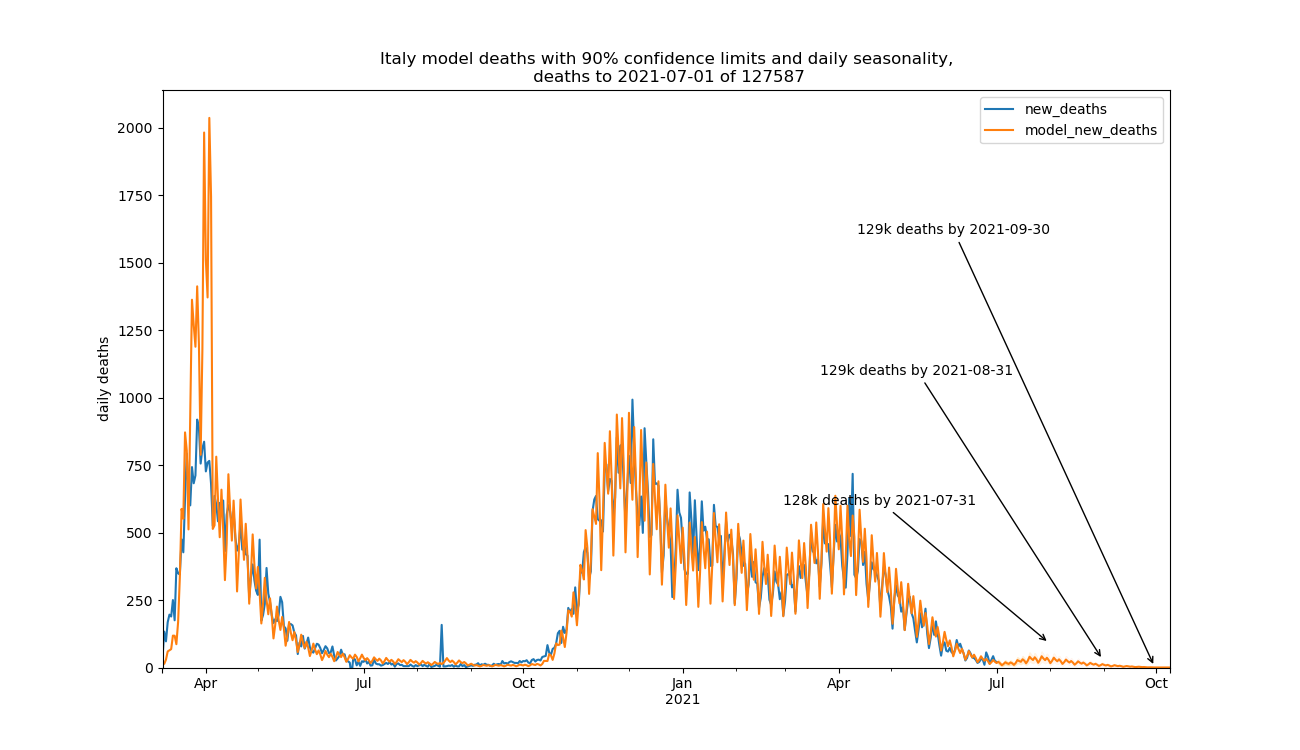 Italy model deaths with 90% confidence limits and daily seasonality,
deaths to 2021-07-01 of 127587
new_deaths
model_new_deaths
daily deaths
2000
1750
1500
1250
1000
750
500
250
0
129k deaths by 2021-09-30
129k deaths by 2021-08-31
128k deaths by 2021-07-31
Apr Jul Oct Jan Apr Jul Oct
2021